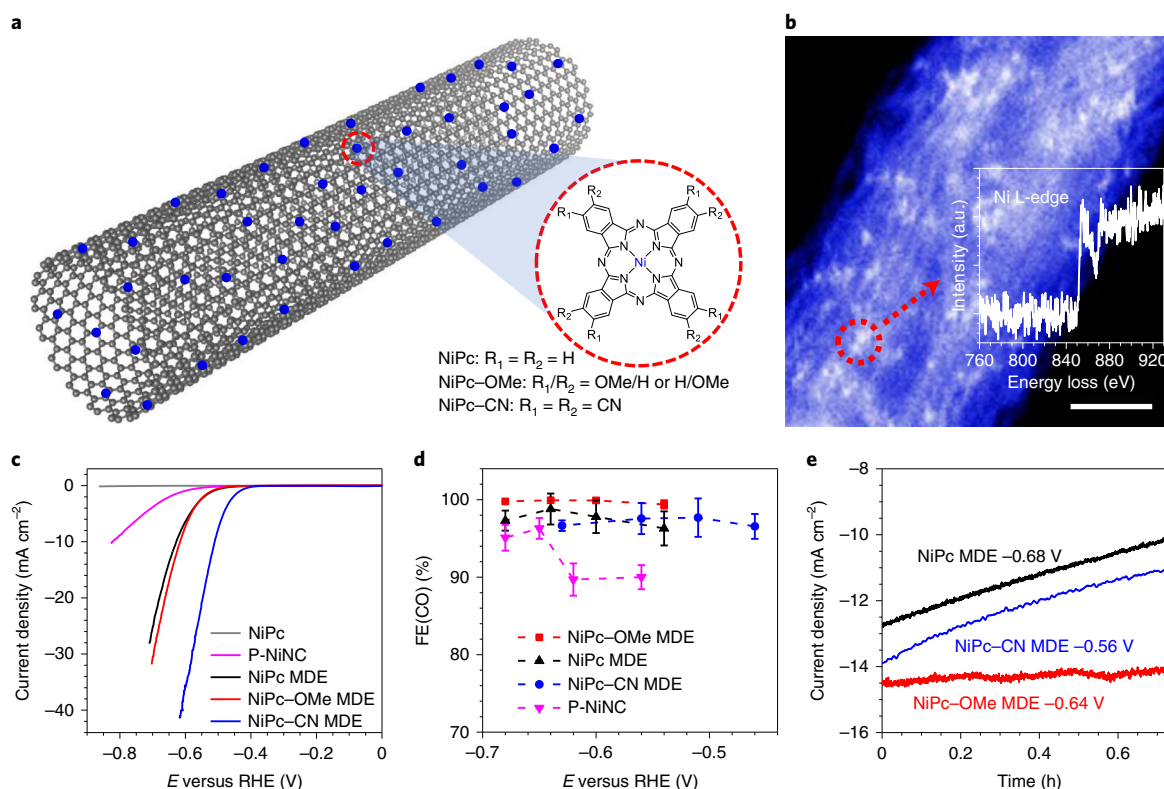 a
R2
R1
R1
R2
N
N
N
N
Ni
N
N
N
N
R2
R1
R1
R2
NiPc: R1 = R2 = H
NiPc–OMe: R1/R2 = OMe/H or H/OMe
NiPc–CN: R1 = R2 = CN
b
Ni L-edge
Intensity (a.u.)
760 800 840 880 920
Energy loss (eV)
c
0
−10
−20
−30
−40
Current density (mA cm−2)
NiPc
P-NiNC
NiPc MDE
NiPc–OMe MDE
NiPc–CN MDE
−0.8 −0.6 −0.4 −0.2 0
E versus RHE (V)
d
100
90
80
70
FE(CO) (%)
NiPc–OMe MDE
NiPc MDE
NiPc–CN MDE
P-NiNC
−0.7 −0.6 −0.5
E versus RHE (V)
e
−8
−10
−12
−14
−16
Current density (mA cm−2)
NiPc MDE −0.68 V
NiPc–CN MDE −0.56 V
NiPc–OMe MDE −0.64 V
0 0.2 0.4 0.6
Time (h)